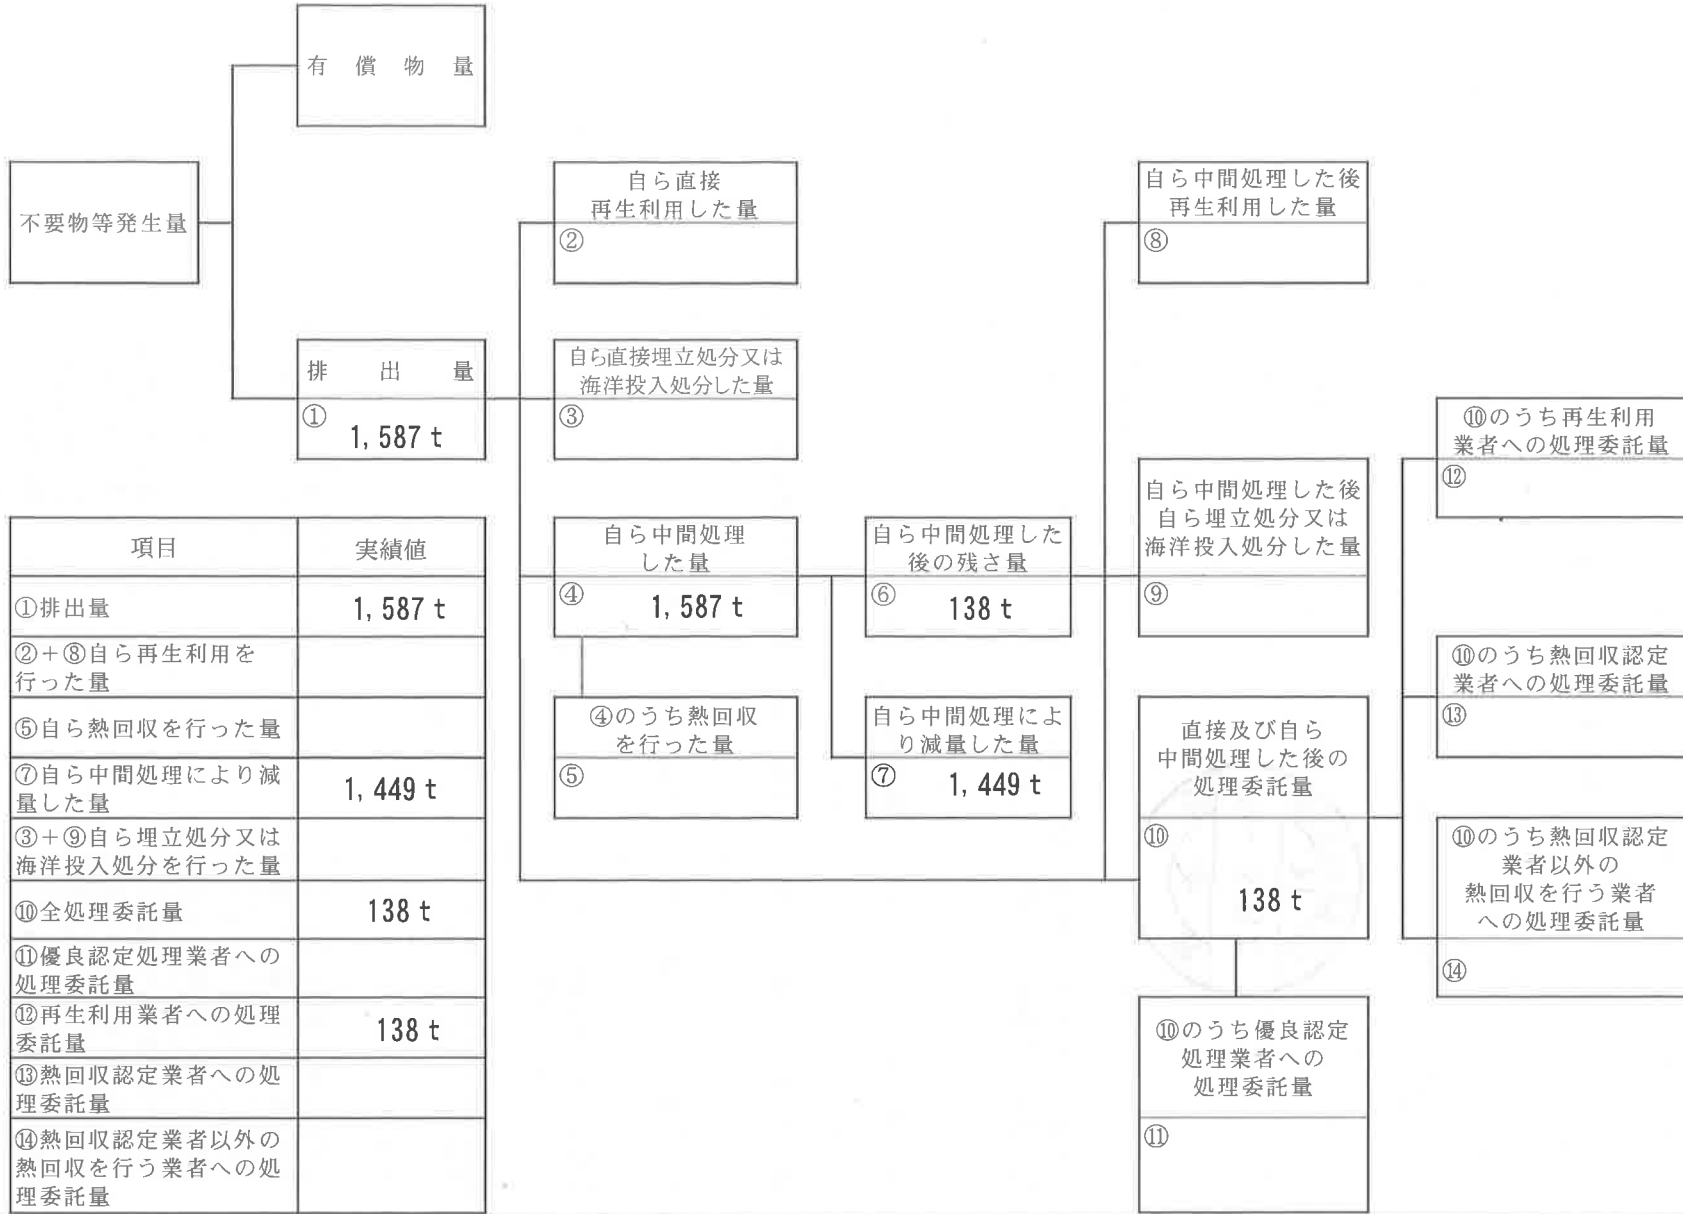 有償物量
不要物等発生量
排出量
① 1,587 t
自ら直接
再生利用した量
②
自ら直接埋立処分又は
海洋投入処分した量
③
自ら中間処理
した量
④ 1,587 t
④のうち熱回収
を行った量
⑤
自ら中間処理した
後の残さ量
⑥ 138 t
自ら中間処理によ
り減量した量
⑦ 1,449 t
自ら中間処理した後
再生利用した量
⑧
自ら中間処理した後
自ら埋立処分又は
海洋投入処分した量
⑨
直接及び自ら
中間処理した後の
処理委託量
⑩
138 t
⑩のうち優良認定
処理業者への
処理委託量
⑪
⑩のうち再生利用
業者への処理委託量
⑫
⑩のうち熱回収認定
業者への処理委託量
⑬
⑩のうち熱回収認定
業者以外の
熱回収を行う業者
への処理委託量
⑭
項目 実績値
①排出量 1,587 t
②+⑧自ら再生利用を
行った量
⑤自ら熱回収を行った量
⑦自ら中間処理により減
量した量 1,449 t
③+⑨自ら埋立処分又は
海洋投入処分を行った量
⑩全処理委託量 138 t
⑪優良認定処理業者への
処理委託量
⑫再生利用業者への処理
委託量 138 t
⑬熱回収認定業者への処
理委託量
⑭熱回収認定業者以外の
熱回収を行う業者への処
理委託量